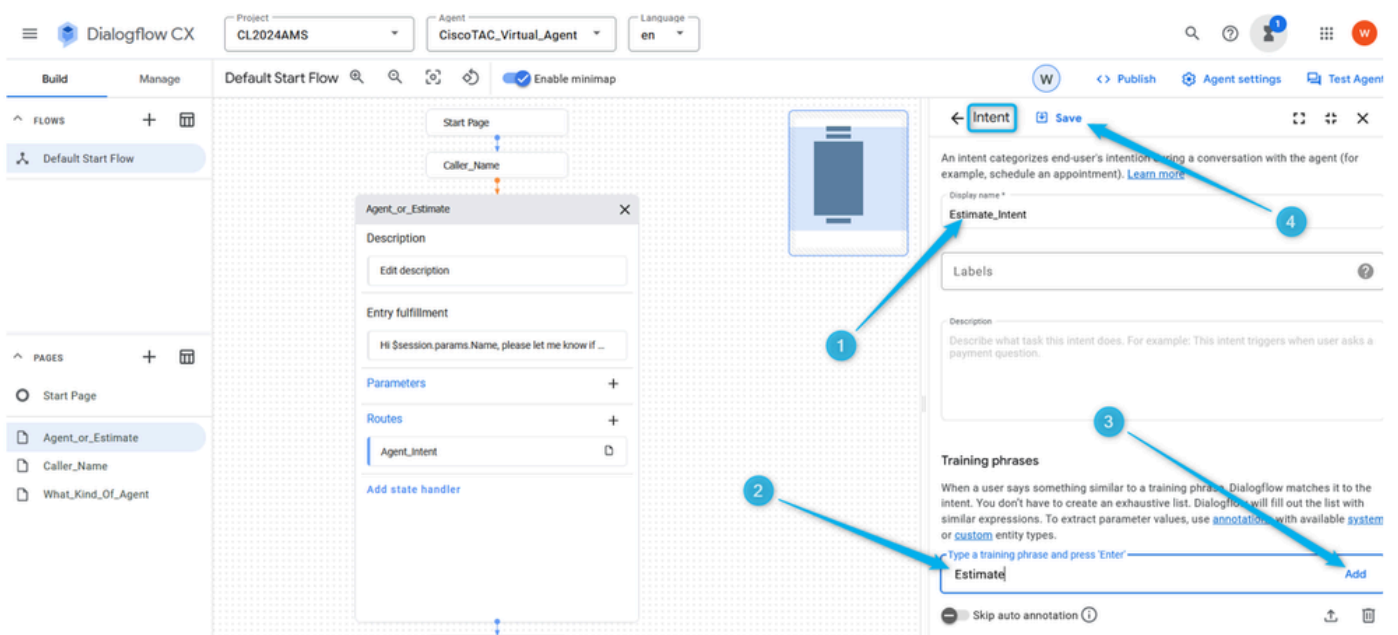 Dialogflow CX
Project
CL2024AMS
Agent
CiscoTAC_Virtual_Agent
Language
en
1
W
Build
Manage
Default Start Flow
Enable minimap
W
Publish
Agent settings
Test Agent
FLOWS
Default Start Flow
PAGES
Start Page
Agent_or_Estimate
Caller_Name
What_Kind_Of_Agent
Start Page
Caller_Name
Agent_or_Estimate
Description
Edit description
Entry fulfillment
Hi $session.params.Name, please let me know if ...
Parameters
Routes
Agent_Intent
Add state handler
Intent
Save
An intent categorizes end-user's intention during a conversation with the agent (for
example, schedule an appointment). Learn more
Display name *
Estimate_Intent
4
Labels
1
Description
Describe what task this intent does. For example: This intent triggers when user asks a
payment question.
3
Training phrases
2
When a user says something similar to a training phrase, Dialogflow matches it to the
intent. You don't have to create an exhaustive list. Dialogflow will fill out the list with
similar expressions. To extract parameter values, use annotations with available system
or custom entity types.
Type a training phrase and press 'Enter'
Estimate
Add
Skip auto annotation